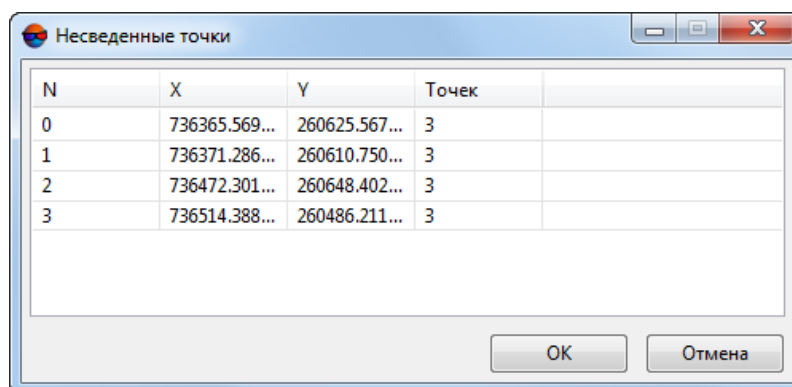 Несведенные точки
N X Y Точек
0 736365.569... 260625.567... 3
1 736371.286... 260610.750... 3
2 736472.301... 260648.402... 3
3 736514.388... 260486.211... 3
OK Отмена